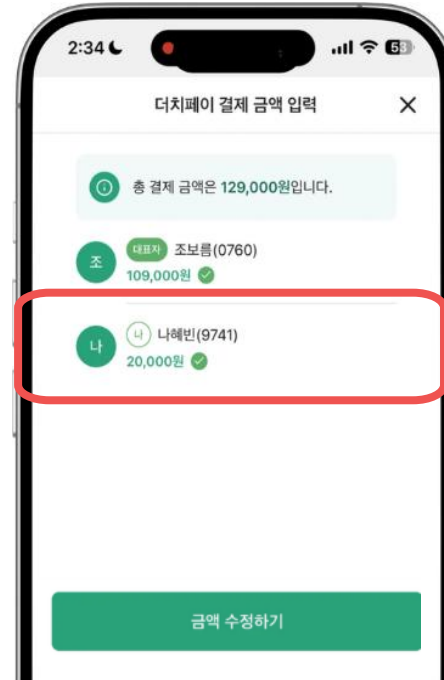 2:34
53
더치페이 결제 금액 입력
총 결제 금액은 129,000원입니다.
조
대표자 조보름(0760)
109,000원
나
나 나혜빈(9741)
20,000원
금액 수정하기